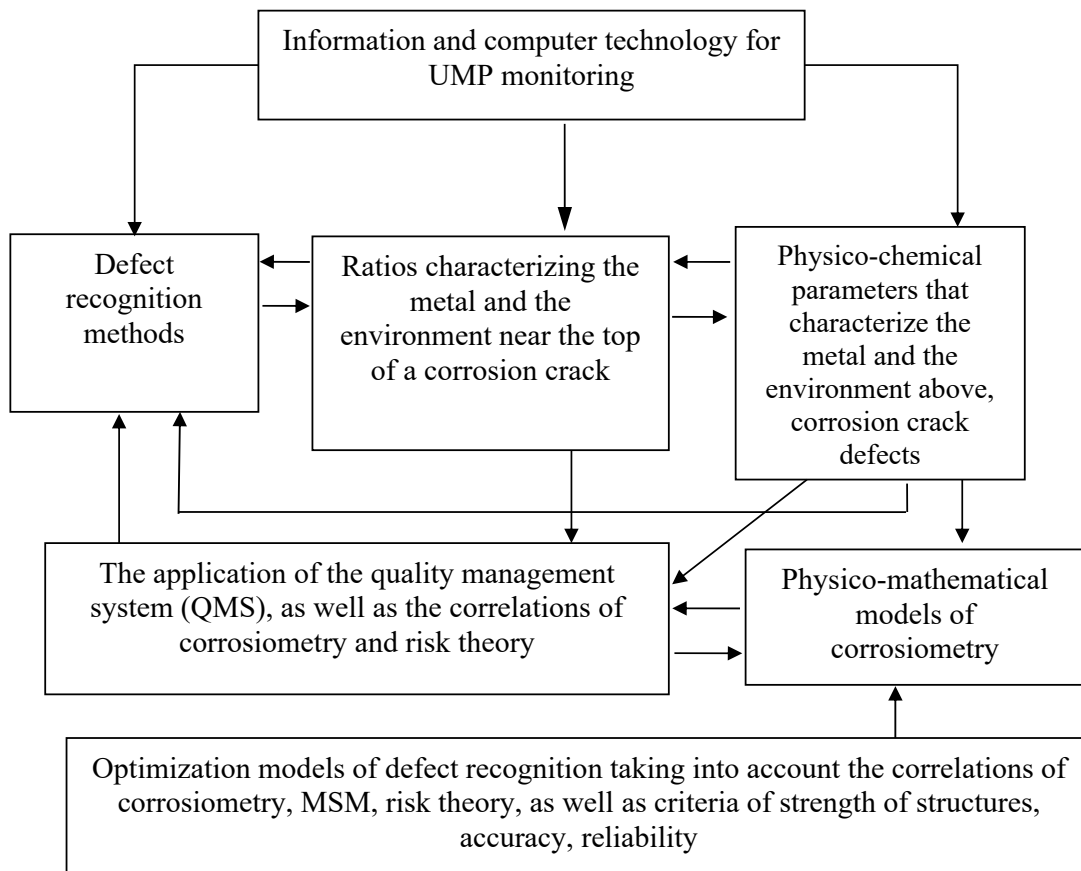 Information and computer technology for
UMP monitoring
Defect
recognition
methods
Ratios characterizing the
metal and the
environment near the top
of a corrosion crack
Physico-chemical
parameters that
characterize the
metal and the
environment above,
corrosion crack
defects
The application of the quality management
system (QMS), as well as the correlations of
corrosiometry and risk theory
Physico-mathematical
models of
corrosiometry
Optimization models of defect recognition taking into account the correlations of
corrosiometry, MSM, risk theory, as well as criteria of strength of structures,
accuracy, reliability